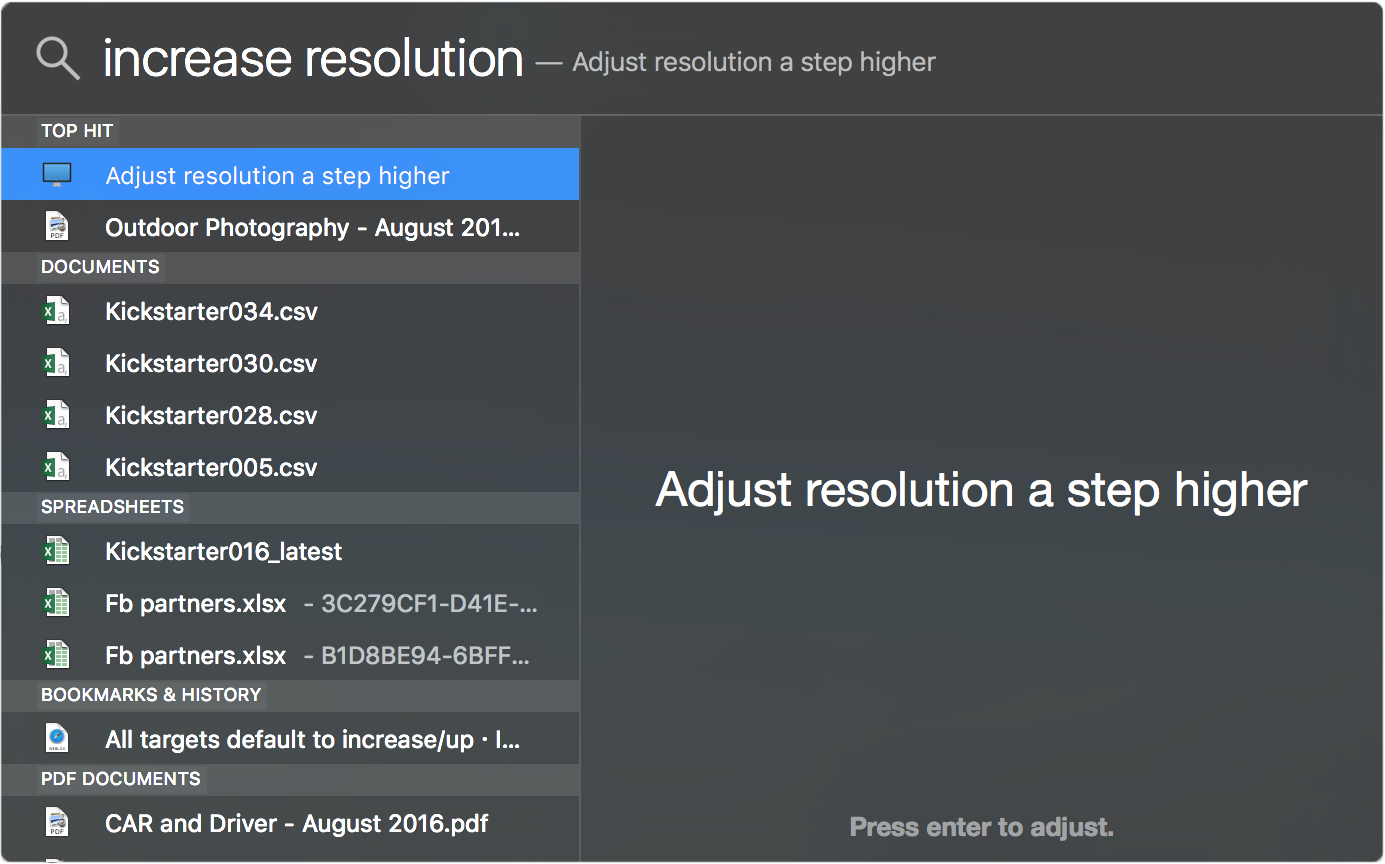 increase resolution — Adjust resolution a step higher
TOP HIT
Adjust resolution a step higher
Outdoor Photography - August 201...
DOCUMENTS
Kickstarter034.csv
Kickstarter030.csv
Kickstarter028.csv
Kickstarter005.csv
SPREADSHEETS
Kickstarter016_latest
Fb partners.xlsx - 3C279CF1-D41E-...
Fb partners.xlsx - B1D8BE94-6BFF...
BOOKMARKS & HISTORY
All targets default to increase/up · I...
PDF DOCUMENTS
CAR and Driver - August 2016.pdf
Adjust resolution a step higher
Press enter to adjust.